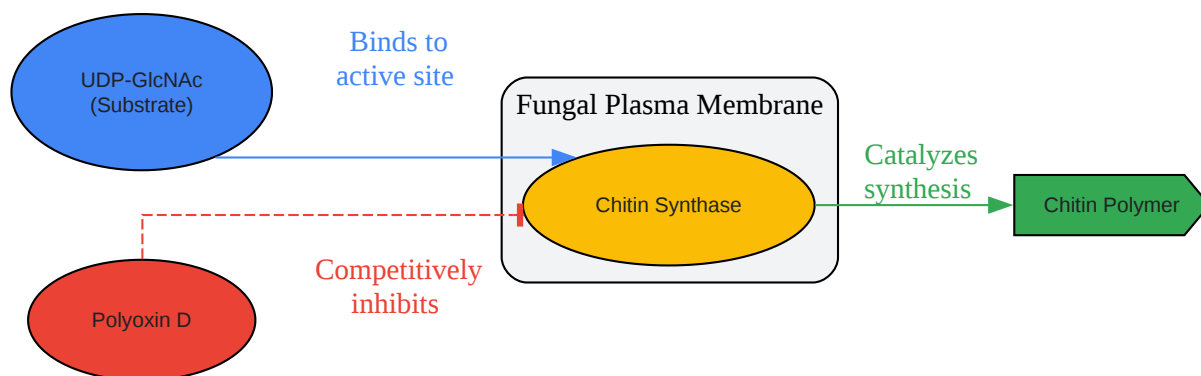 UDP-GlcNAc
(Substrate)
Binds to
active site
Fungal Plasma Membrane
Chitin Synthase
Catalyzes
synthesis
Chitin Polymer
Polyoxin D
Competitively
inhibits